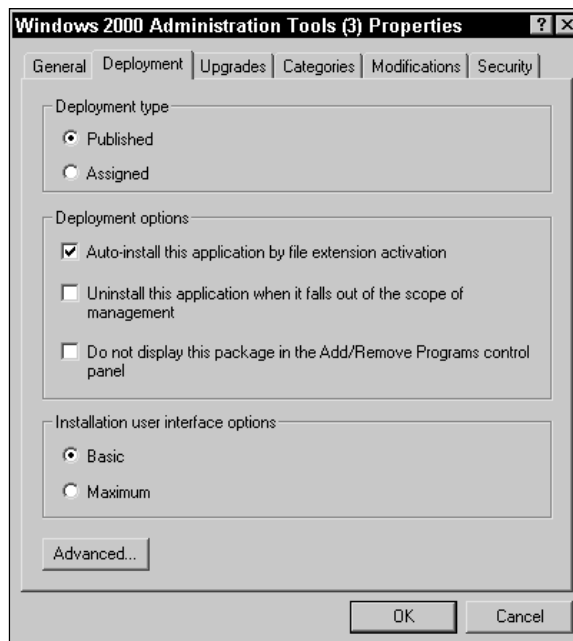 Windows 2000 Administration Tools (3) Properties ? ×
General Deployment Upgrades Categories Modifications Security
Deployment type
Published
Assigned
Deployment options
Auto-install this application by file extension activation
Uninstall this application when it falls out of the scope of
management
Do not display this package in the Add/Remove Programs control
panel
Installation user interface options
Basic
Maximum
Advanced...
OK Cancel